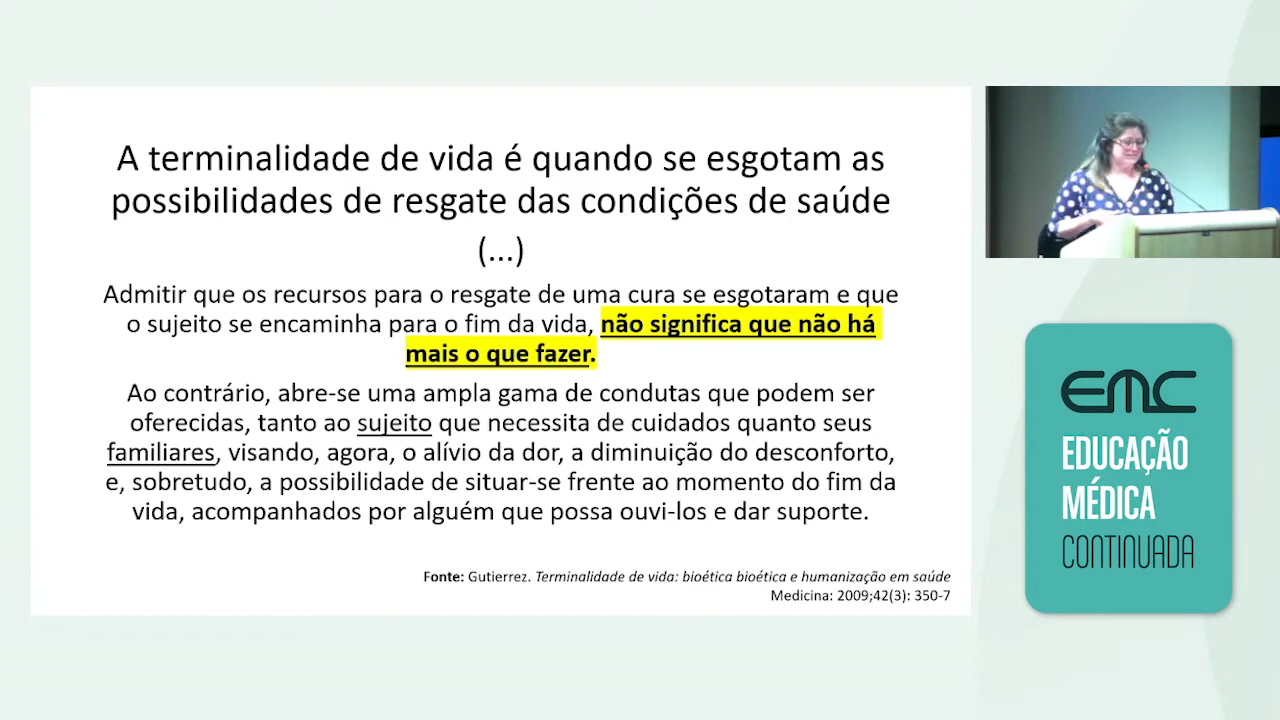 A terminalidade de vida é quando se esgotam as
possibilidades de resgate das condições de saúde
(...)
Admitir que os recursos para o resgate de uma cura se esgotaram e que
o sujeito se encaminha para o fim da vida, não significa que não há
mais o que fazer.
Ao contrário, abre-se uma ampla gama de condutas que podem ser
oferecidas, tanto ao sujeito que necessita de cuidados quanto seus
familiares, visando, agora, o alívio da dor, a diminuição do desconforto,
e, sobretudo, a possibilidade de situar-se frente ao momento do fim da
vida, acompanhados por alguém que possa ouvi-los e dar suporte.
Fonte: Gutierrez. Terminalidade de vida: bioética bioética e humanização em saúde
Medicina: 2009;42(3): 350-7
EMC
EDUCAÇÃO
MÉDICA
CONTINUADA